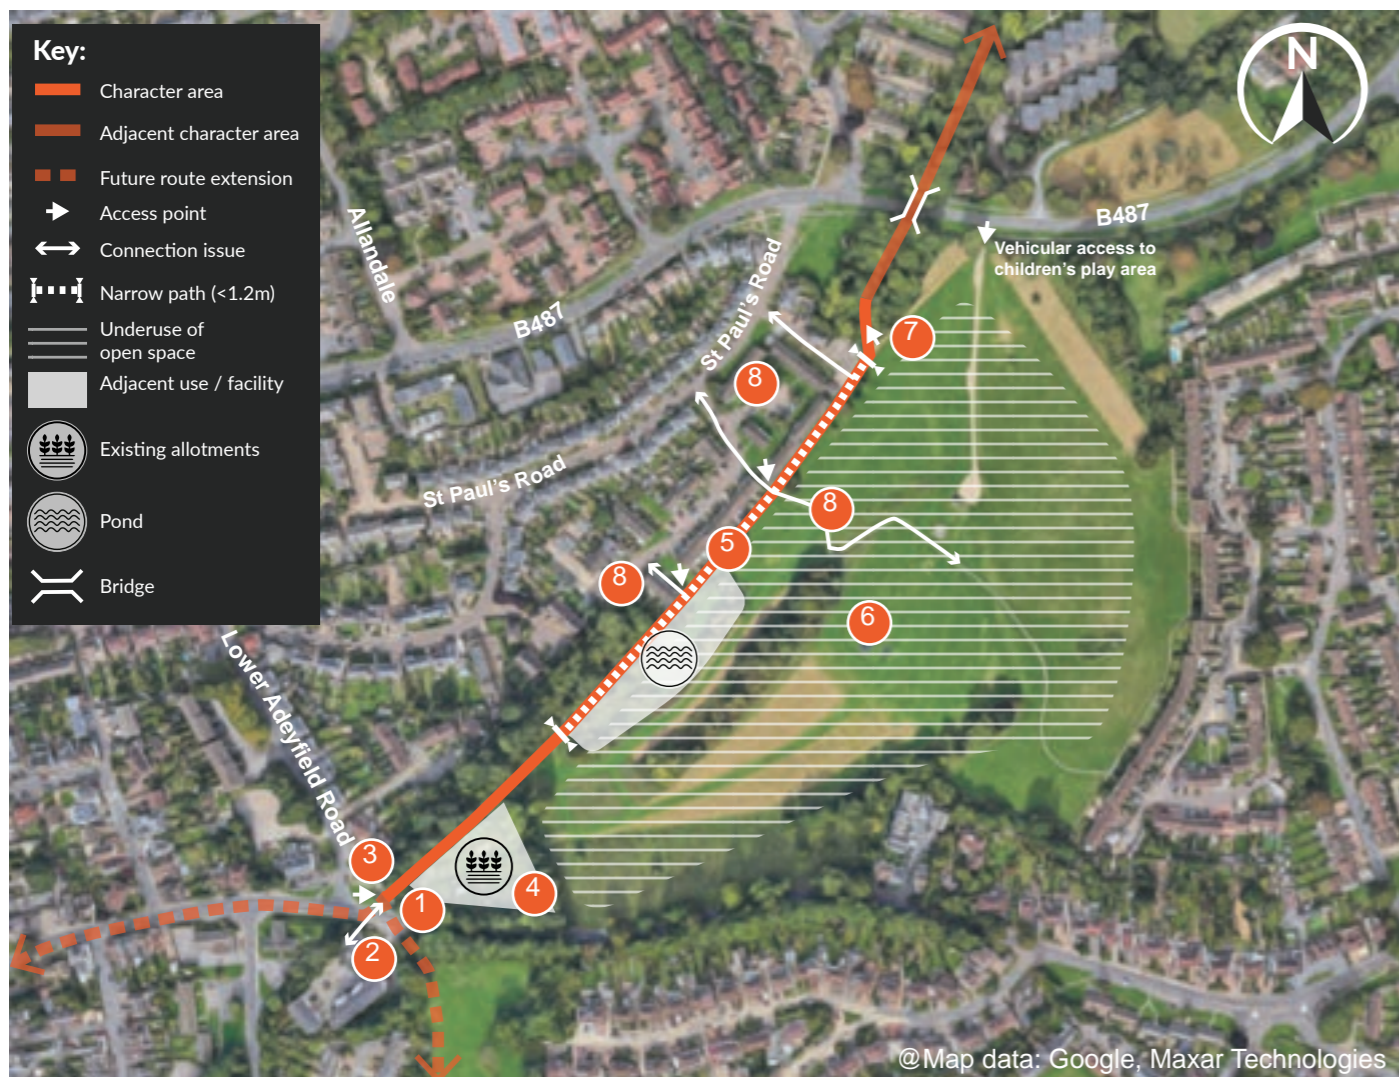 Key:
Character area
Adjacent character area
Future route extension
Access point
Connection issue
Narrow path (<1.2m)
Underuse of
open space
Adjacent use / facility
Existing allotments
Pond
Bridge
N
B487
Vehicular access to
children's play area
Allandale
B487
St Paul's Road
7
8
St Paul's Road
8
5
8
6
Lower Adeyfield Road
3
4
1
2
@Map data: Google, Maxar Technologies